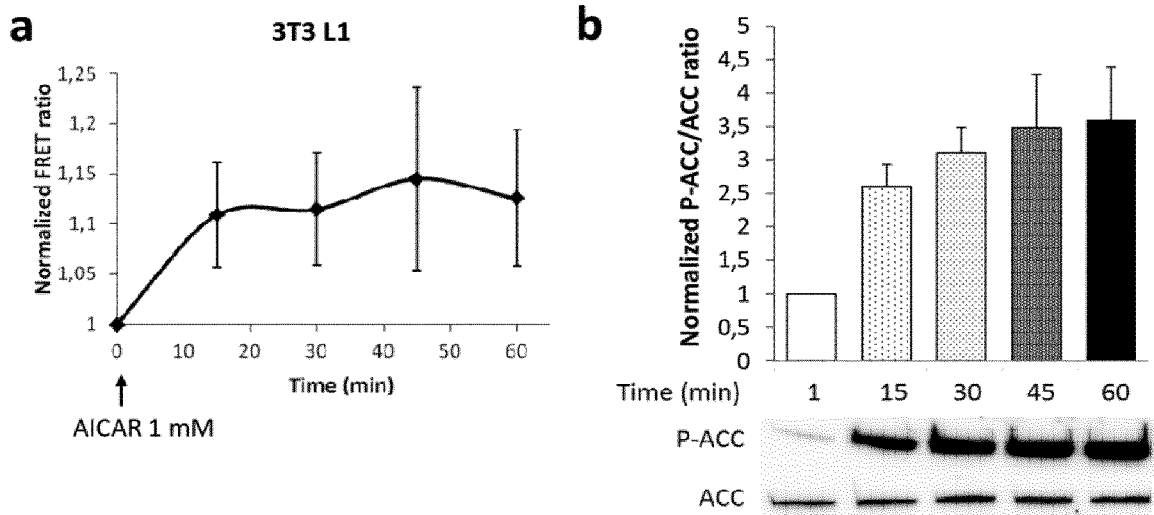 a
3T3 L1
Normalized FRET ratio
1,25
1,2
1,15
1,1
1,05
1
0 10 20 30 40 50 60
Time (min)
AICAR 1 mM
b
Normalized P-ACC/ACC ratio
5
4,5
4
3,5
3
2,5
2
1,5
1
0,5
0
Time (min) 1 15 30 45 60
P-ACC
ACC